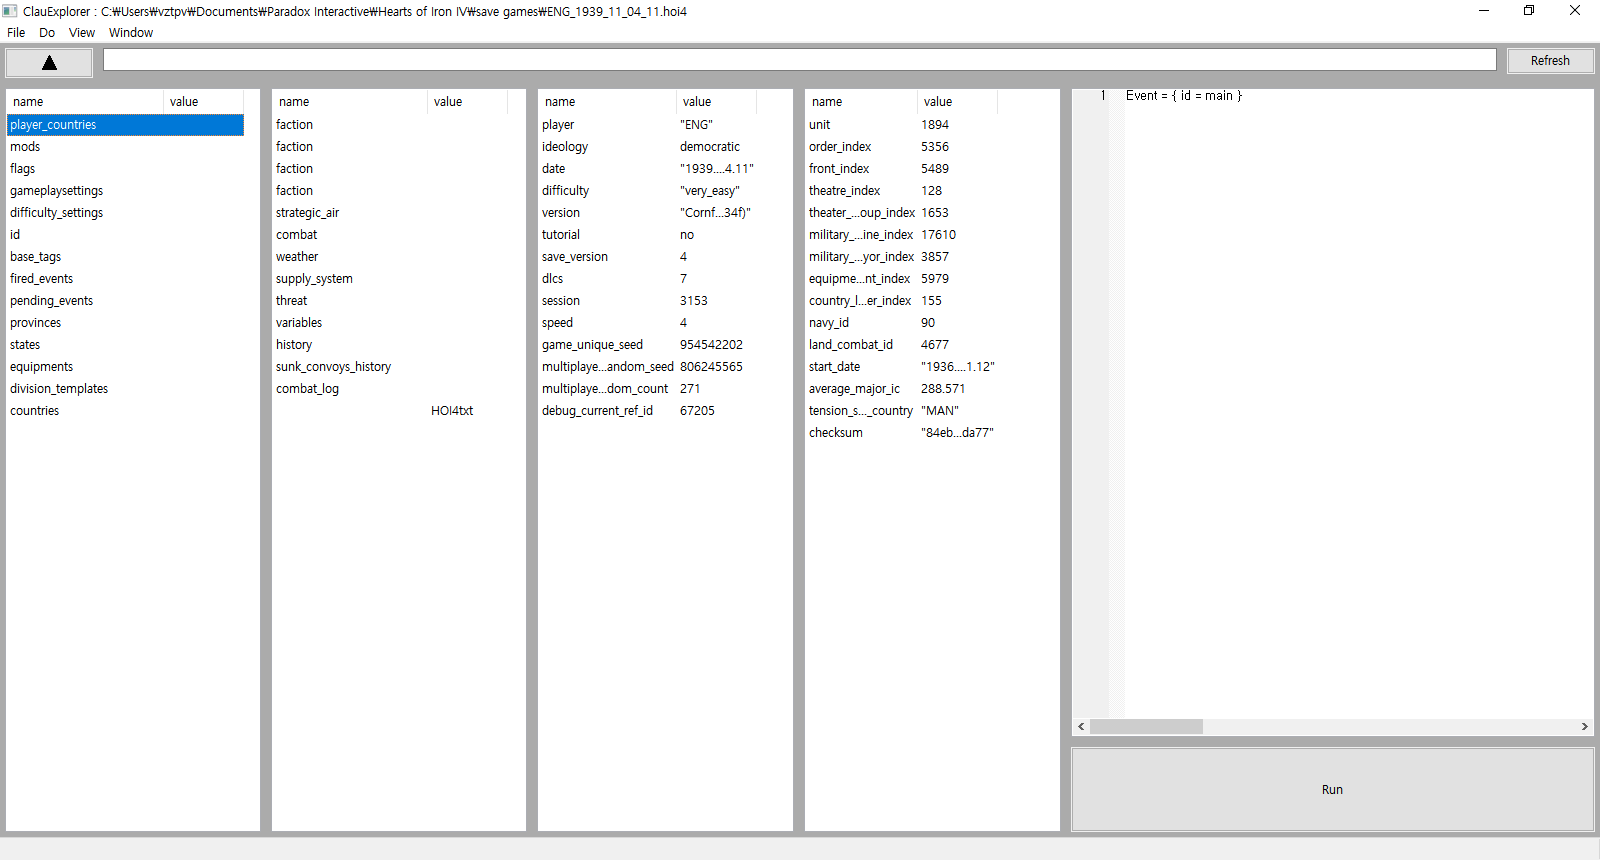 ClauExplorer : C:₩Users₩vztpv₩Documents₩Paradox Interactive₩Hearts of Iron IV₩save games₩ENG_1939_11_04_11.hoi4
File Do View Window
▲ Refresh
name value
player_countries
mods
flags
gameplaysettings
difficulty_settings
id
base_tags
fired_events
pending_events
provinces
states
equipments
division_templates
countries
name value
faction
faction
faction
faction
strategic_air
combat
weather
supply_system
threat
variables
history
sunk_convoys_history
combat_log
HOI4txt
name value
player "ENG"
ideology democratic
date "1939....4.11"
difficulty "very_easy"
version "Cornf...34f)"
tutorial no
save_version 4
dlcs 7
session 3153
speed 4
game_unique_seed 954542202
multiplaye...andom_seed 806245565
multiplaye...dom_count 271
debug_current_ref_id 67205
name value
unit 1894
order_index 5356
front_index 5489
theatre_index 128
theater_...oup_index 1653
military_...ine_index 17610
military_...yor_index 3857
equipme...nt_index 5979
country_l...er_index 155
navy_id 90
land_combat_id 4677
start_date "1936....1.12"
average_major_ic 288.571
tension_s..._country "MAN"
checksum "84eb...da77"
1 Event = { id = main }
Run